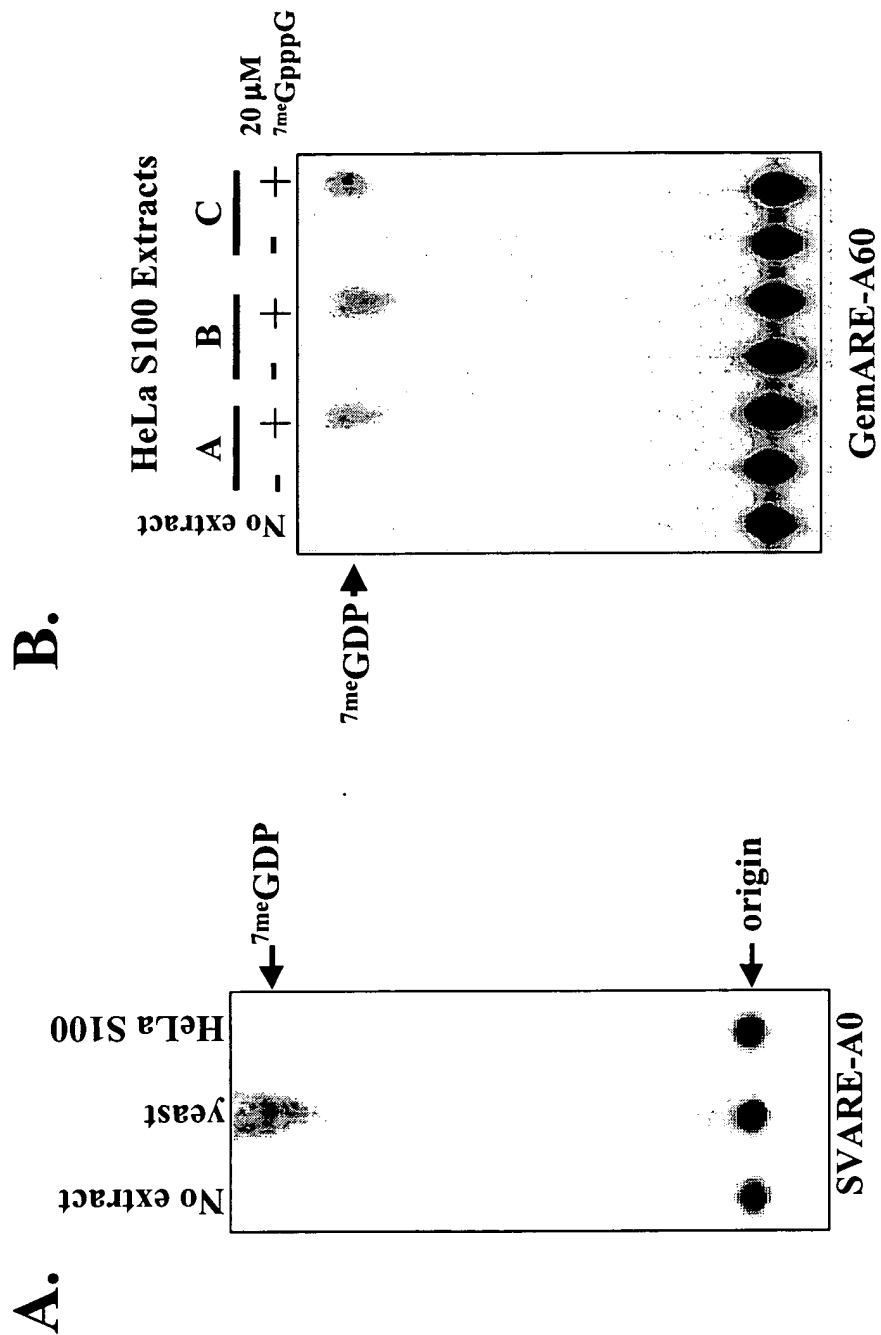 A.
No extract
yeast
HeLa S100
← 7meGDP
← origin
SVARE-A0
B.
HeLa S100 Extracts
A B C
No extract - + - + - +
20 µM
7meGpppG
7meGDP →
GemARE-A60